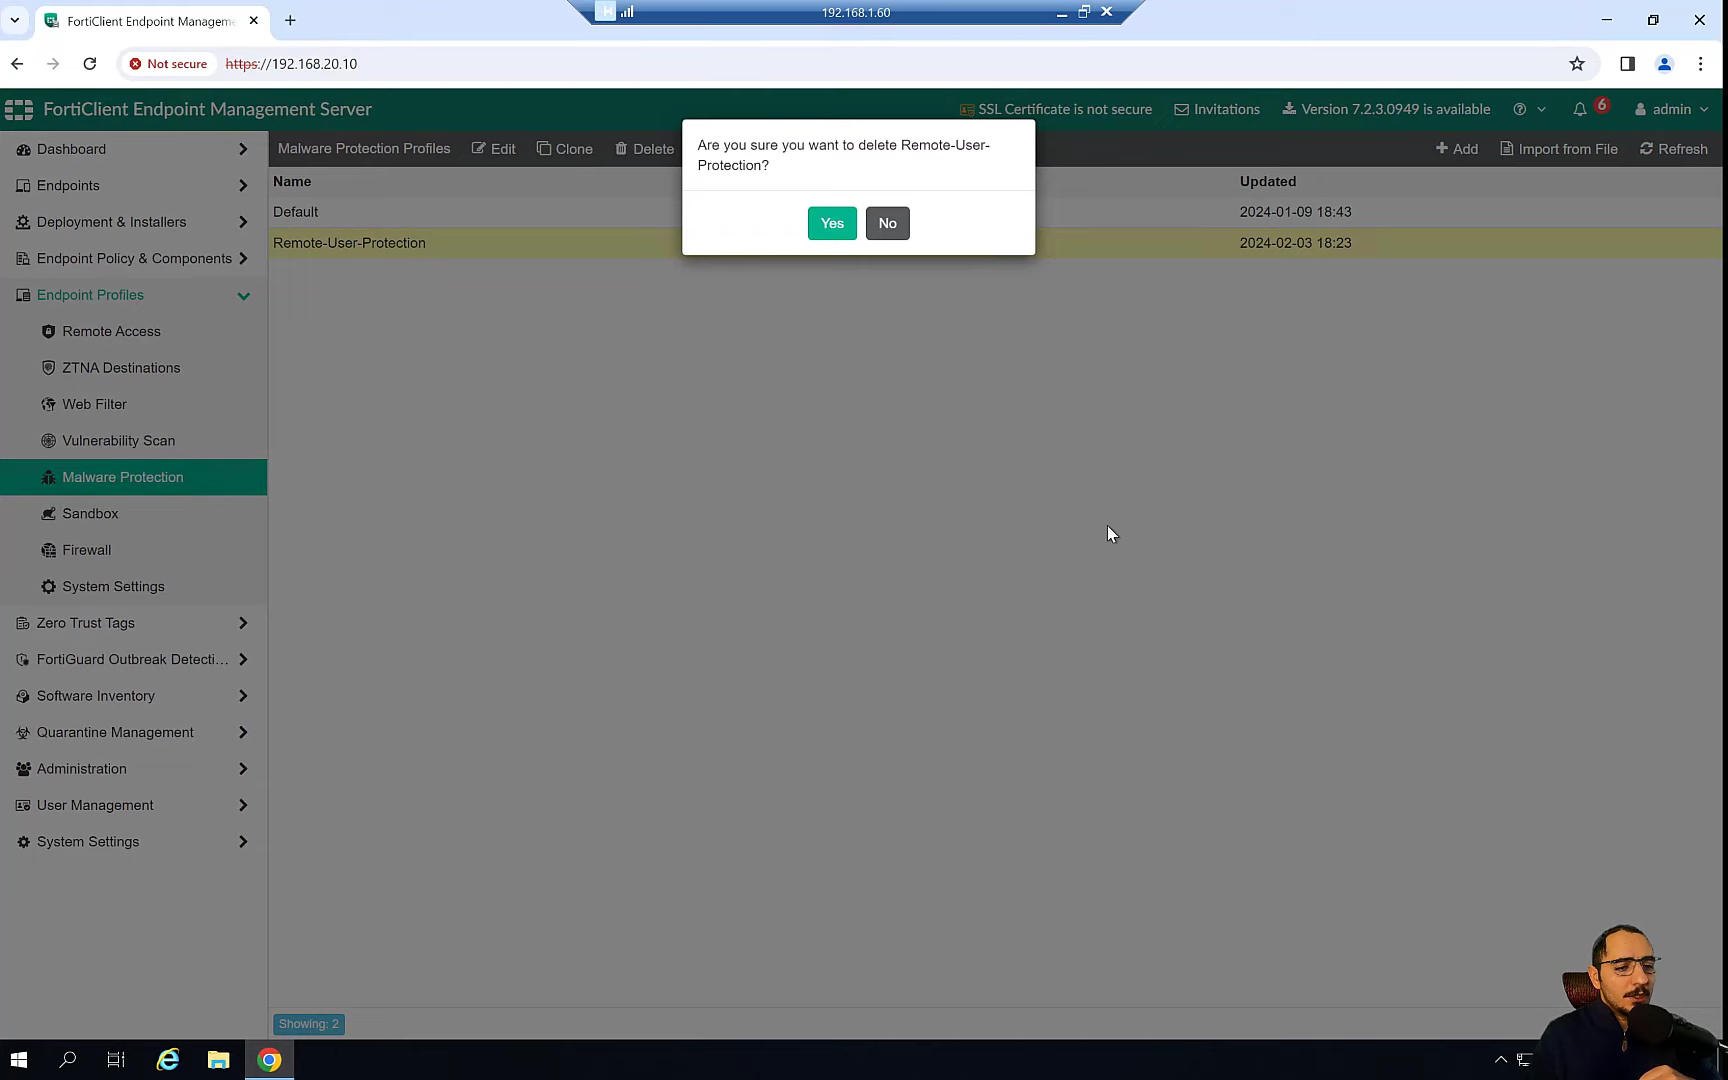 FortiClient Endpoint Manageme
192.168.1.60
Not secure https://192.168.20.10
FortiClient Endpoint Management Server
SSL Certificate is not secure
Invitations
Version 7.2.3.0949 is available
6
admin
Dashboard
Endpoints
Deployment & Installers
Endpoint Policy & Components
Endpoint Profiles
Remote Access
ZTNA Destinations
Web Filter
Vulnerability Scan
Malware Protection
Sandbox
Firewall
System Settings
Zero Trust Tags
FortiGuard Outbreak Detecti...
Software Inventory
Quarantine Management
Administration
User Management
System Settings
Malware Protection Profiles Edit Clone Delete
Add Import from File Refresh
Name Updated
Default 2024-01-09 18:43
Remote-User-Protection 2024-02-03 18:23
Are you sure you want to delete Remote-User-
Protection?
Yes No
Showing: 2